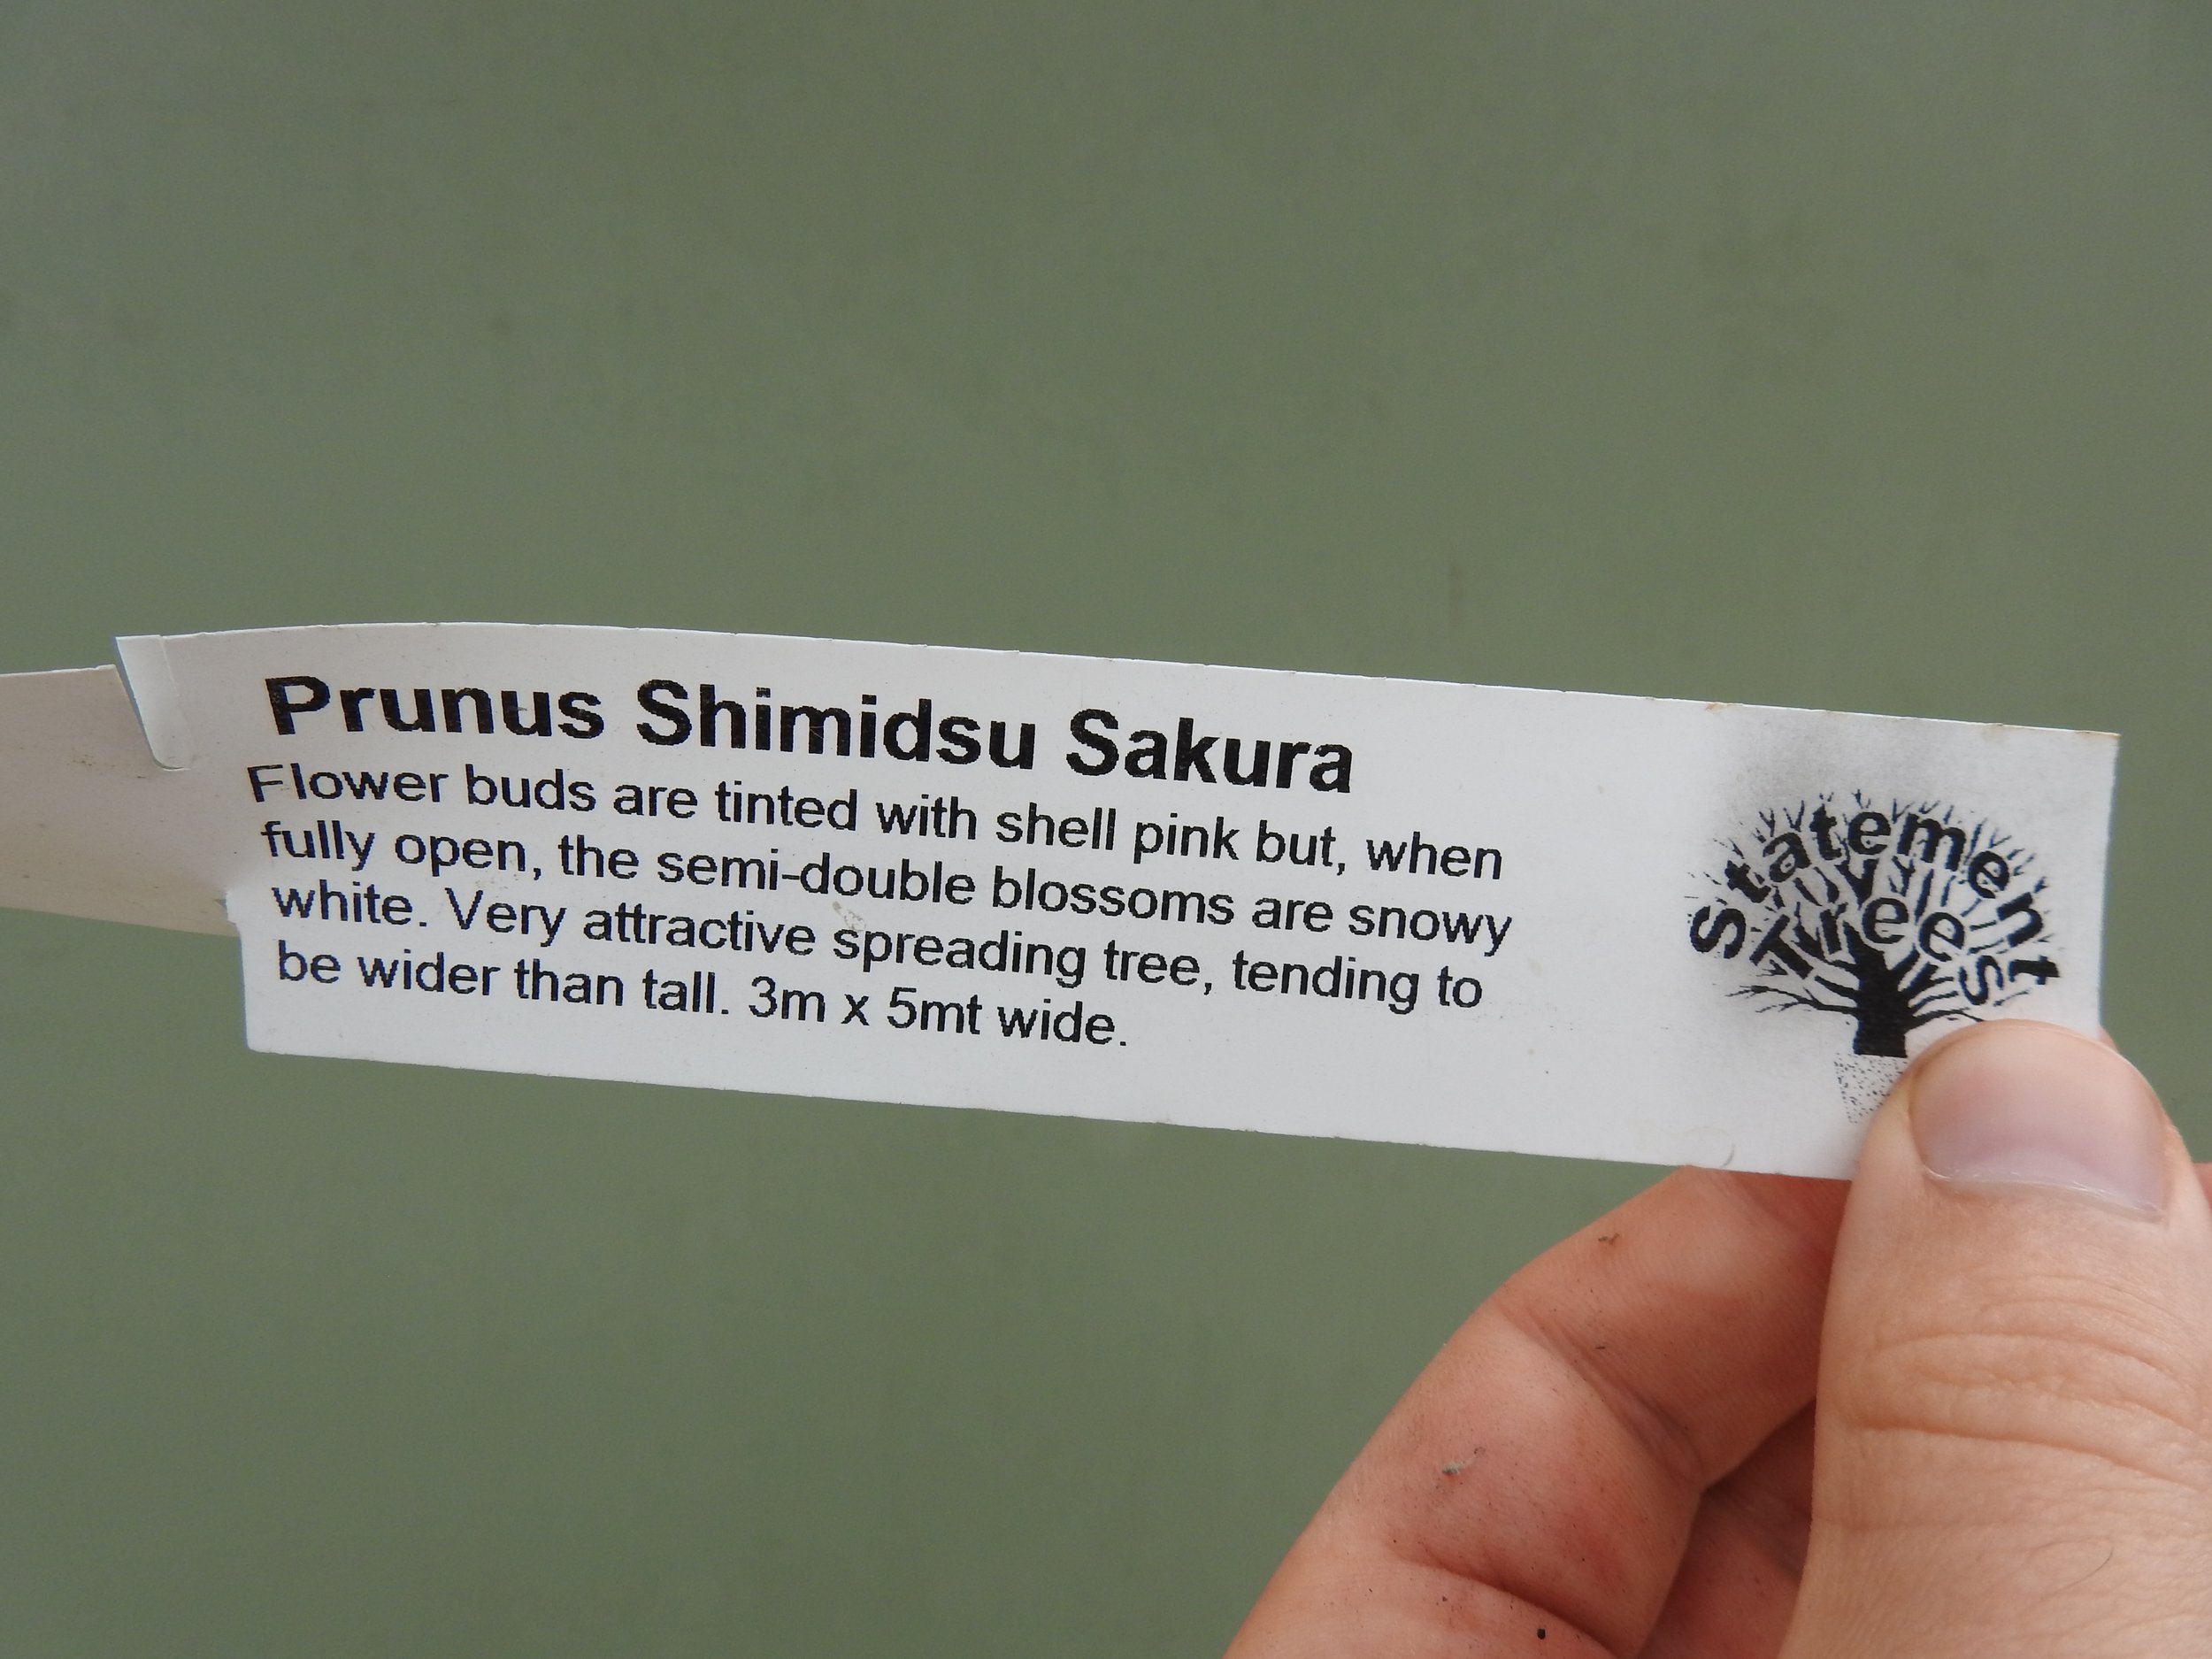 Prunus Shimidsu Sakura
Flower buds are tinted with shell pink but, when
fully open, the semi-double blossoms are snowy
white. Very attractive spreading tree, tending to
be wider than tall. 3m x 5mt wide.
Statement
Trees